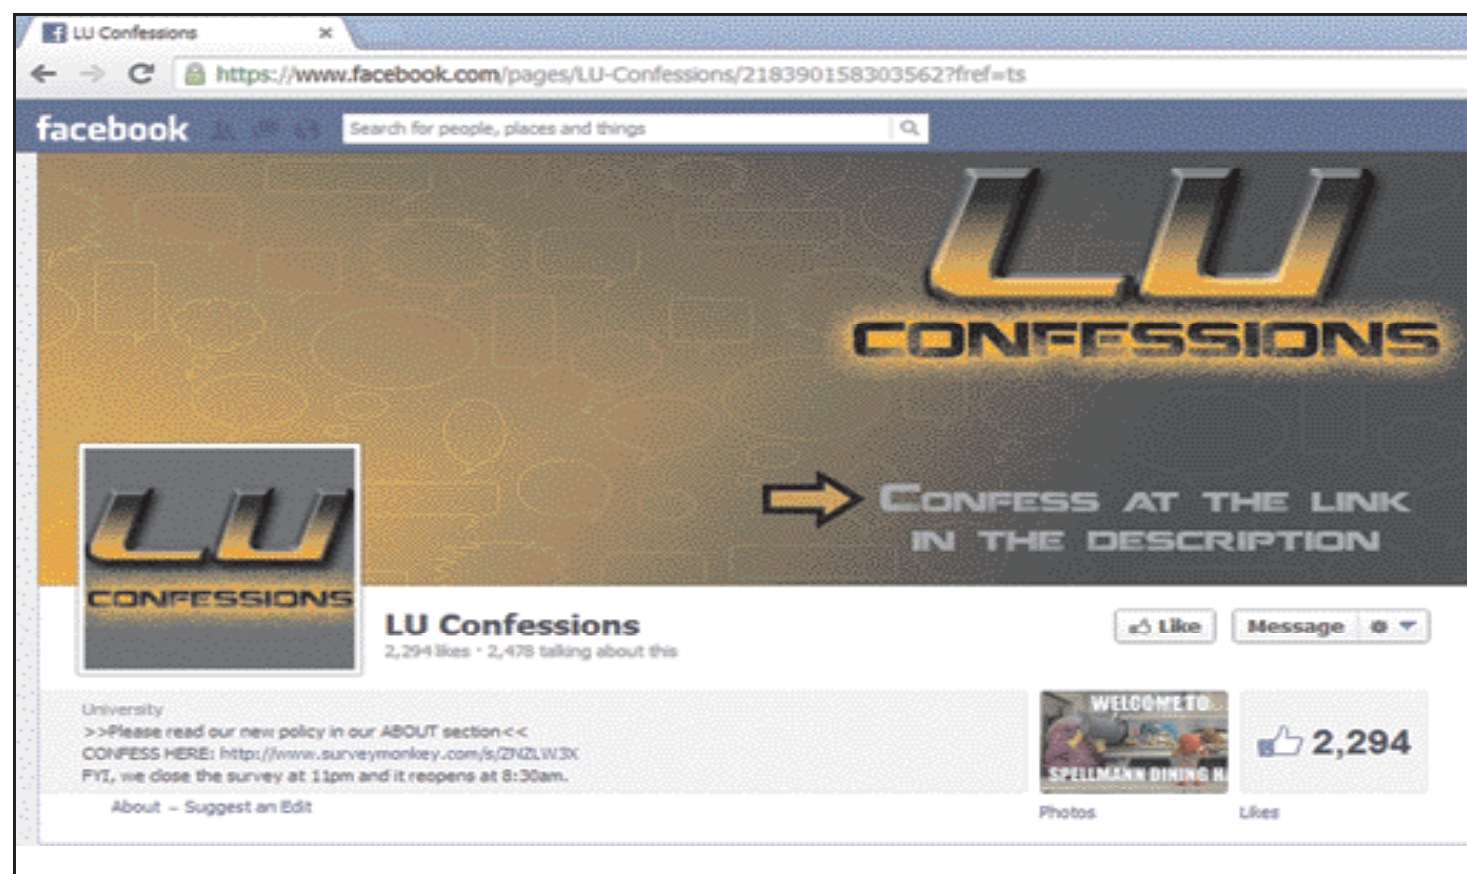 LU Confessions
https://www.facebook.com/pages/LU-Confessions/218390158303562?fref=ts
facebook
Search for people, places and things
LU
CONFESSIONS
CONFESS AT THE LINK
IN THE DESCRIPTION
LU
CONFESSIONS
LU Confessions
2,294 likes · 2,478 talking about this
Like
Message
University
>>Please read our new policy in our ABOUT section<<
CONFESS HERE: http://www.surveymonkey.com/s/ZNZLW3X
FYI, we close the survey at 11pm and it reopens at 8:30am.
About – Suggest an Edit
WELCOME TO
SPELLMANN DINING H
Photos
2,294
Likes